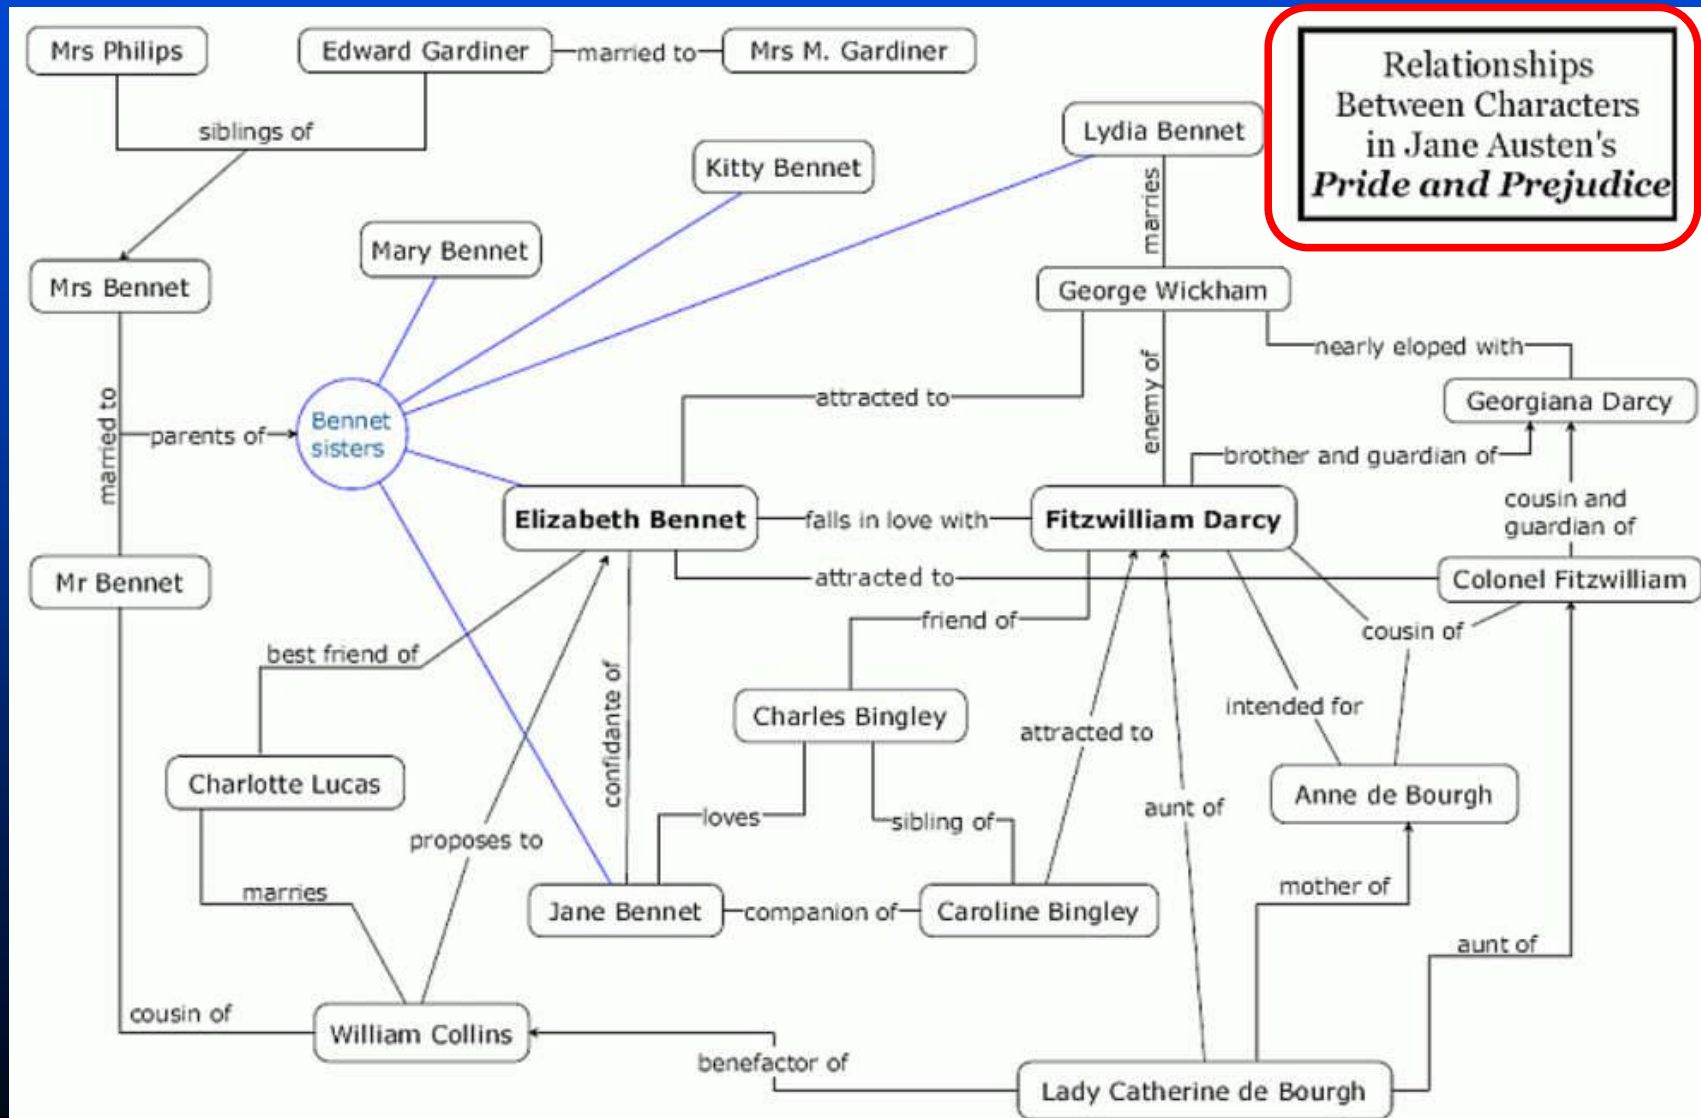 Mrs Philips
Edward Gardiner
married to
Mrs M. Gardiner
Relationships
Between Characters
in Jane Austen's
Pride and Prejudice
siblings of
Lydia Bennet
Kitty Bennet
marries
Mary Bennet
Mrs Bennet
George Wickham
nearly eloped with
enemy of
attracted to
Georgiana Darcy
married to
parents of
Bennet
sisters
brother and guardian of
Elizabeth Bennet
falls in love with
Fitzwilliam Darcy
cousin and
guardian of
Mr Bennet
attracted to
Colonel Fitzwilliam
friend of
cousin of
best friend of
confidante of
Charles Bingley
intended for
attracted to
Charlotte Lucas
Anne de Bourgh
loves
sibling of
aunt of
proposes to
marries
mother of
Jane Bennet
companion of
Caroline Bingley
aunt of
cousin of
William Collins
benefactor of
Lady Catherine de Bourgh